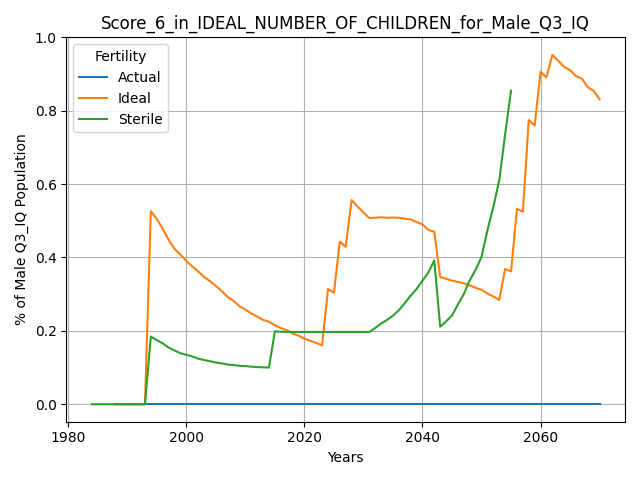 Score_6_in_IDEAL_NUMBER_OF_CHILDREN_for_Male_Q3_IQ
Fertility
Actual
Ideal
Sterile
% of Male Q3_IQ Population
1.0
0.8
0.6
0.4
0.2
0.0
1980 2000 2020 2040 2060
Years